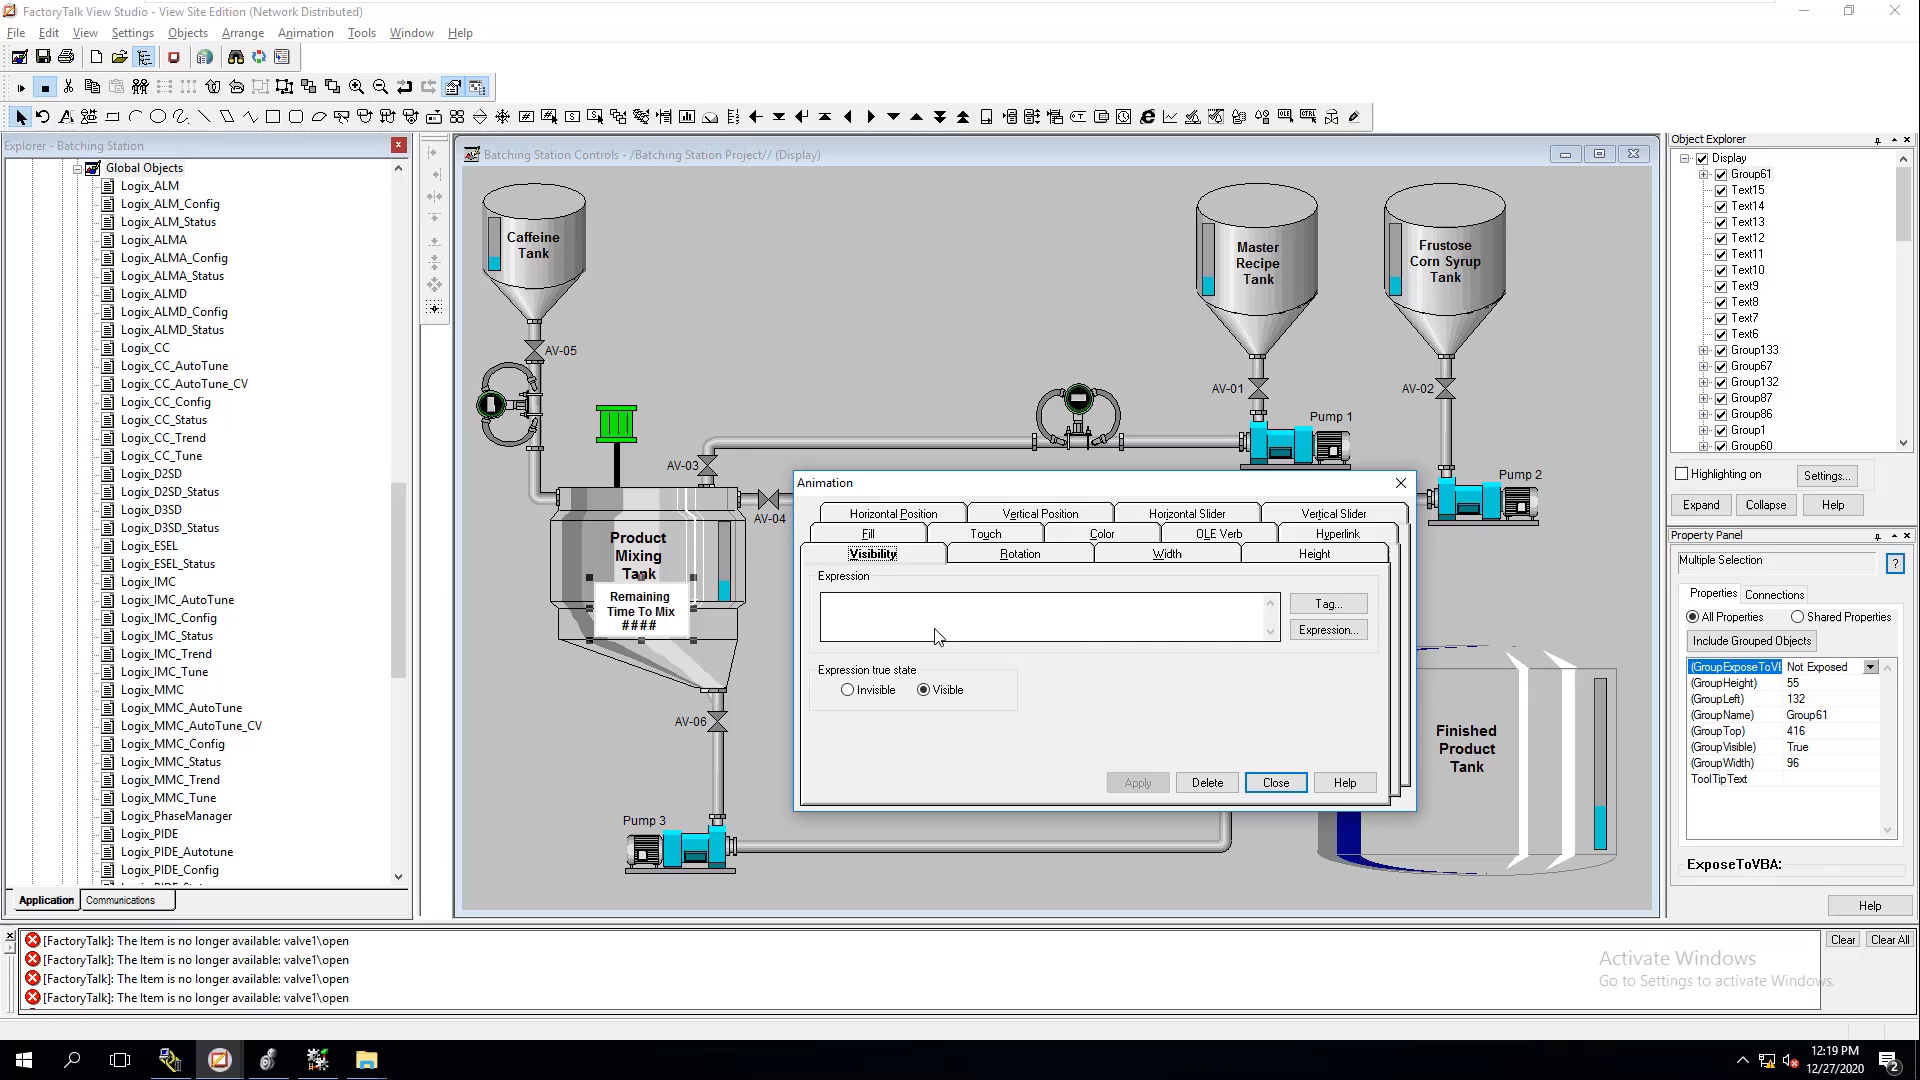 FactoryTalk View Studio - View Site Edition (Network Distributed)
File Edit View Settings Objects Arrange Animation Tools Window Help
Explorer - Batching Station
Global Objects
Logix_ALM
Logix_ALM_Config
Logix_ALM_Status
Logix_ALMA
Logix_ALMA_Config
Logix_ALMA_Status
Logix_ALMD
Logix_ALMD_Config
Logix_ALMD_Status
Logix_CC
Logix_CC_AutoTune
Logix_CC_AutoTune_CV
Logix_CC_Config
Logix_CC_Status
Logix_CC_Trend
Logix_CC_Tune
Logix_D2SD
Logix_D2SD_Status
Logix_D3SD
Logix_D3SD_Status
Logix_ESEL
Logix_ESEL_Status
Logix_IMC
Logix_IMC_AutoTune
Logix_IMC_Config
Logix_IMC_Status
Logix_IMC_Trend
Logix_IMC_Tune
Logix_MMC
Logix_MMC_AutoTune
Logix_MMC_AutoTune_CV
Logix_MMC_Config
Logix_MMC_Status
Logix_MMC_Trend
Logix_MMC_Tune
Logix_PhaseManager
Logix_PIDE
Logix_PIDE_Autotune
Logix_PIDE_Config
Application Communications
Batching Station Controls - /Batching Station Project// (Display)
Caffeine
Tank
AV-05
Master
Recipe
Tank
Frustose
Corn Syrup
Tank
AV-01
AV-02
Pump 1
AV-03
Pump 2
AV-04
Product
Mixing
Tank
Remaining
Time To Mix
####
AV-06
Pump 3
Finished
Product
Tank
Animation
Horizontal Position Vertical Position Horizontal Slider Vertical Slider
Fill Touch Color OLE Verb Hyperlink
Visibility Rotation Width Height
Expression
Tag...
Expression...
Expression true state
Invisible Visible
Apply Delete Close Help
Object Explorer
Display
Group61
Text15
Text14
Text13
Text12
Text11
Text10
Text9
Text8
Text7
Text6
Group133
Group67
Group132
Group87
Group86
Group1
Group60
Highlighting on Settings...
Expand Collapse Help
Property Panel
Multiple Selection ?
Properties Connections
All Properties Shared Properties
Include Grouped Objects
(GroupExposeToVB Not Exposed
(GroupHeight) 55
(GroupLeft) 132
(GroupName) Group61
(GroupTop) 416
(GroupVisible) True
(GroupWidth) 96
ToolTipText
ExposeToVBA:
Help
[FactoryTalk]: The Item is no longer available: valve1\open
[FactoryTalk]: The Item is no longer available: valve1\open
[FactoryTalk]: The Item is no longer available: valve1\open
[FactoryTalk]: The Item is no longer available: valve1\open
Clear Clear All
Activate Windows
Go to Settings to activate Windows.
12:19 PM
12/27/2020
2